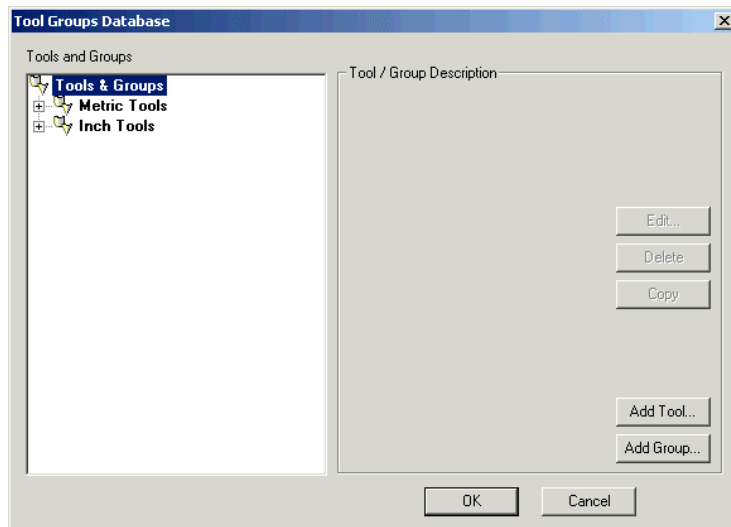 Tool Groups Database
Tools and Groups
Tools & Groups
Metric Tools
Inch Tools
Tool / Group Description
Edit...
Delete
Copy
Add Tool...
Add Group...
OK
Cancel